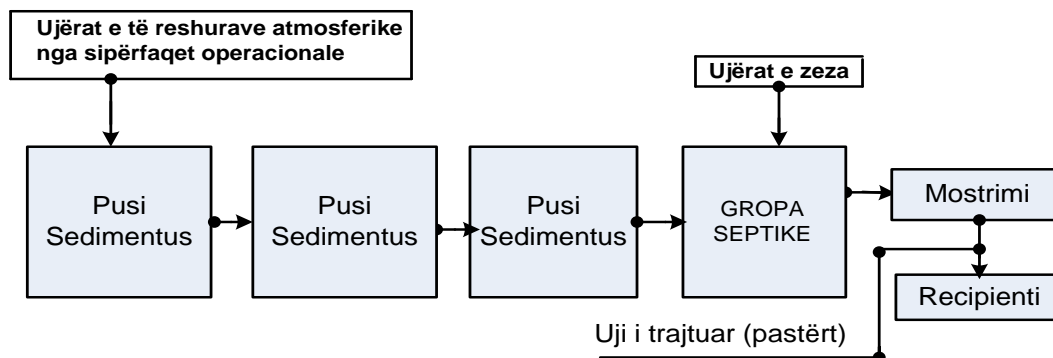 Ujërat e të reshurave atmosferike
nga sipërfaqet operacionale
Ujërat e zeza
Pusi
Sedimentus
Pusi
Sedimentus
Pusi
Sedimentus
GROPA
SEPTIKE
Mostrimi
Recipienti
Uji i trajtuar (pastërt)